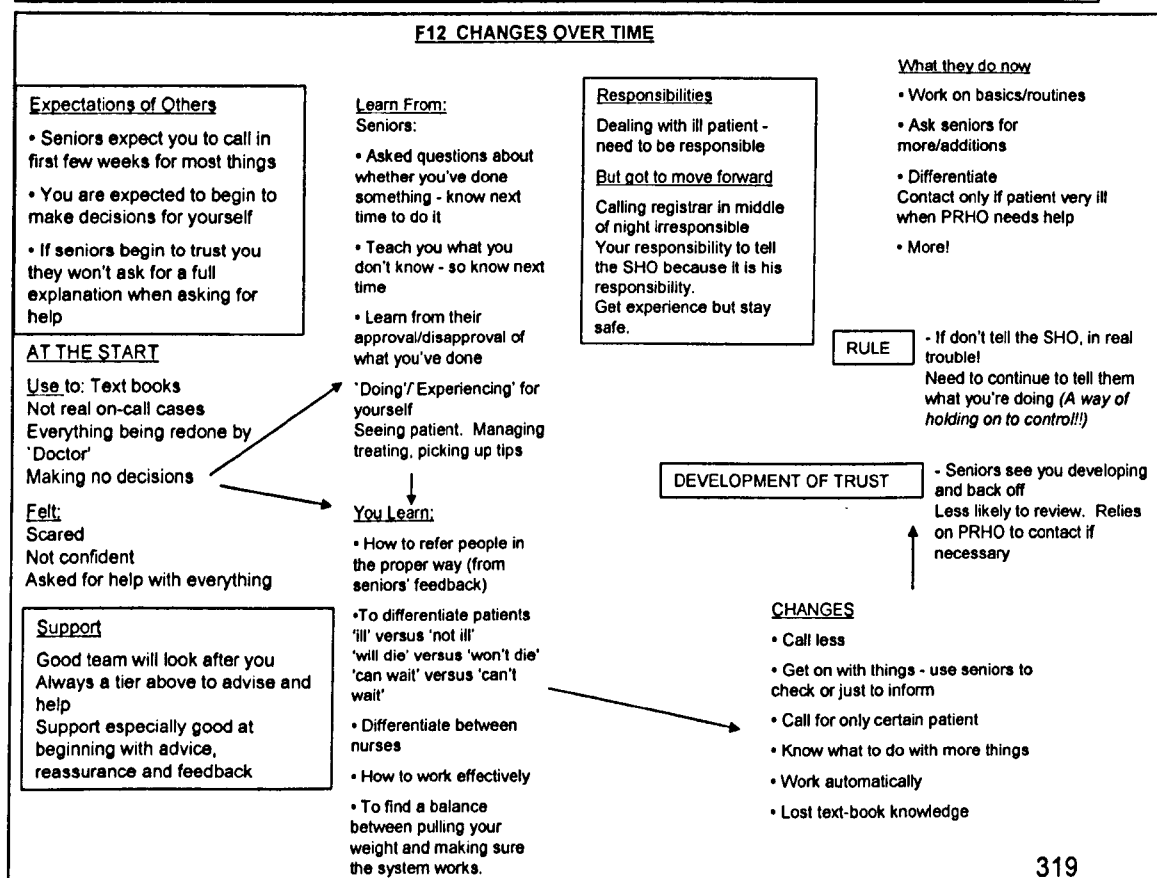 F12 CHANGES OVER TIME
Expectations of Others
• Seniors expect you to call in
first few weeks for most things
• You are expected to begin to
make decisions for yourself
• If seniors begin to trust you
they won't ask for a full
explanation when asking for
help
AT THE START
Use to: Text books
Not real on-call cases
Everything being redone by
`Doctor'
Making no decisions
Felt:
Scared
Not confident
Asked for help with everything
Support
Good team will look after you
Always a tier above to advise and
help
Support especially good at
beginning with advice,
reassurance and feedback
Learn From:
Seniors:
• Asked questions about
whether you've done
something - know next
time to do it
• Teach you what you
don't know - so know next
time
• Learn from their
approval/disapproval of
what you've done
`Doing'/`Experiencing' for
yourself
Seeing patient. Managing
treating, picking up tips
You Learn:
• How to refer people in
the proper way (from
seniors' feedback)
•To differentiate patients
'ill' versus 'not ill'
'will die' versus 'won't die'
'can wait' versus 'can't
wait'
• Differentiate between
nurses
• How to work effectively
• To find a balance
between pulling your
weight and making sure
the system works.
Responsibilities
Dealing with ill patient -
need to be responsible
But got to move forward
Calling registrar in middle
of night irresponsible
Your responsibility to tell
the SHO because it is his
responsibility.
Get experience but stay
safe.
What they do now
• Work on basics/routines
• Ask seniors for
more/additions
• Differentiate
Contact only if patient very ill
when PRHO needs help
• More!
RULE
- If don't tell the SHO, in real
trouble!
Need to continue to tell them
what you're doing (A way of
holding on to control!!)
DEVELOPMENT OF TRUST
- Seniors see you developing
and back off
Less likely to review. Relies
on PRHO to contact if
necessary
CHANGES
• Call less
• Get on with things - use seniors to
check or just to inform
• Call for only certain patient
• Know what to do with more things
• Work automatically
• Lost text-book knowledge
319